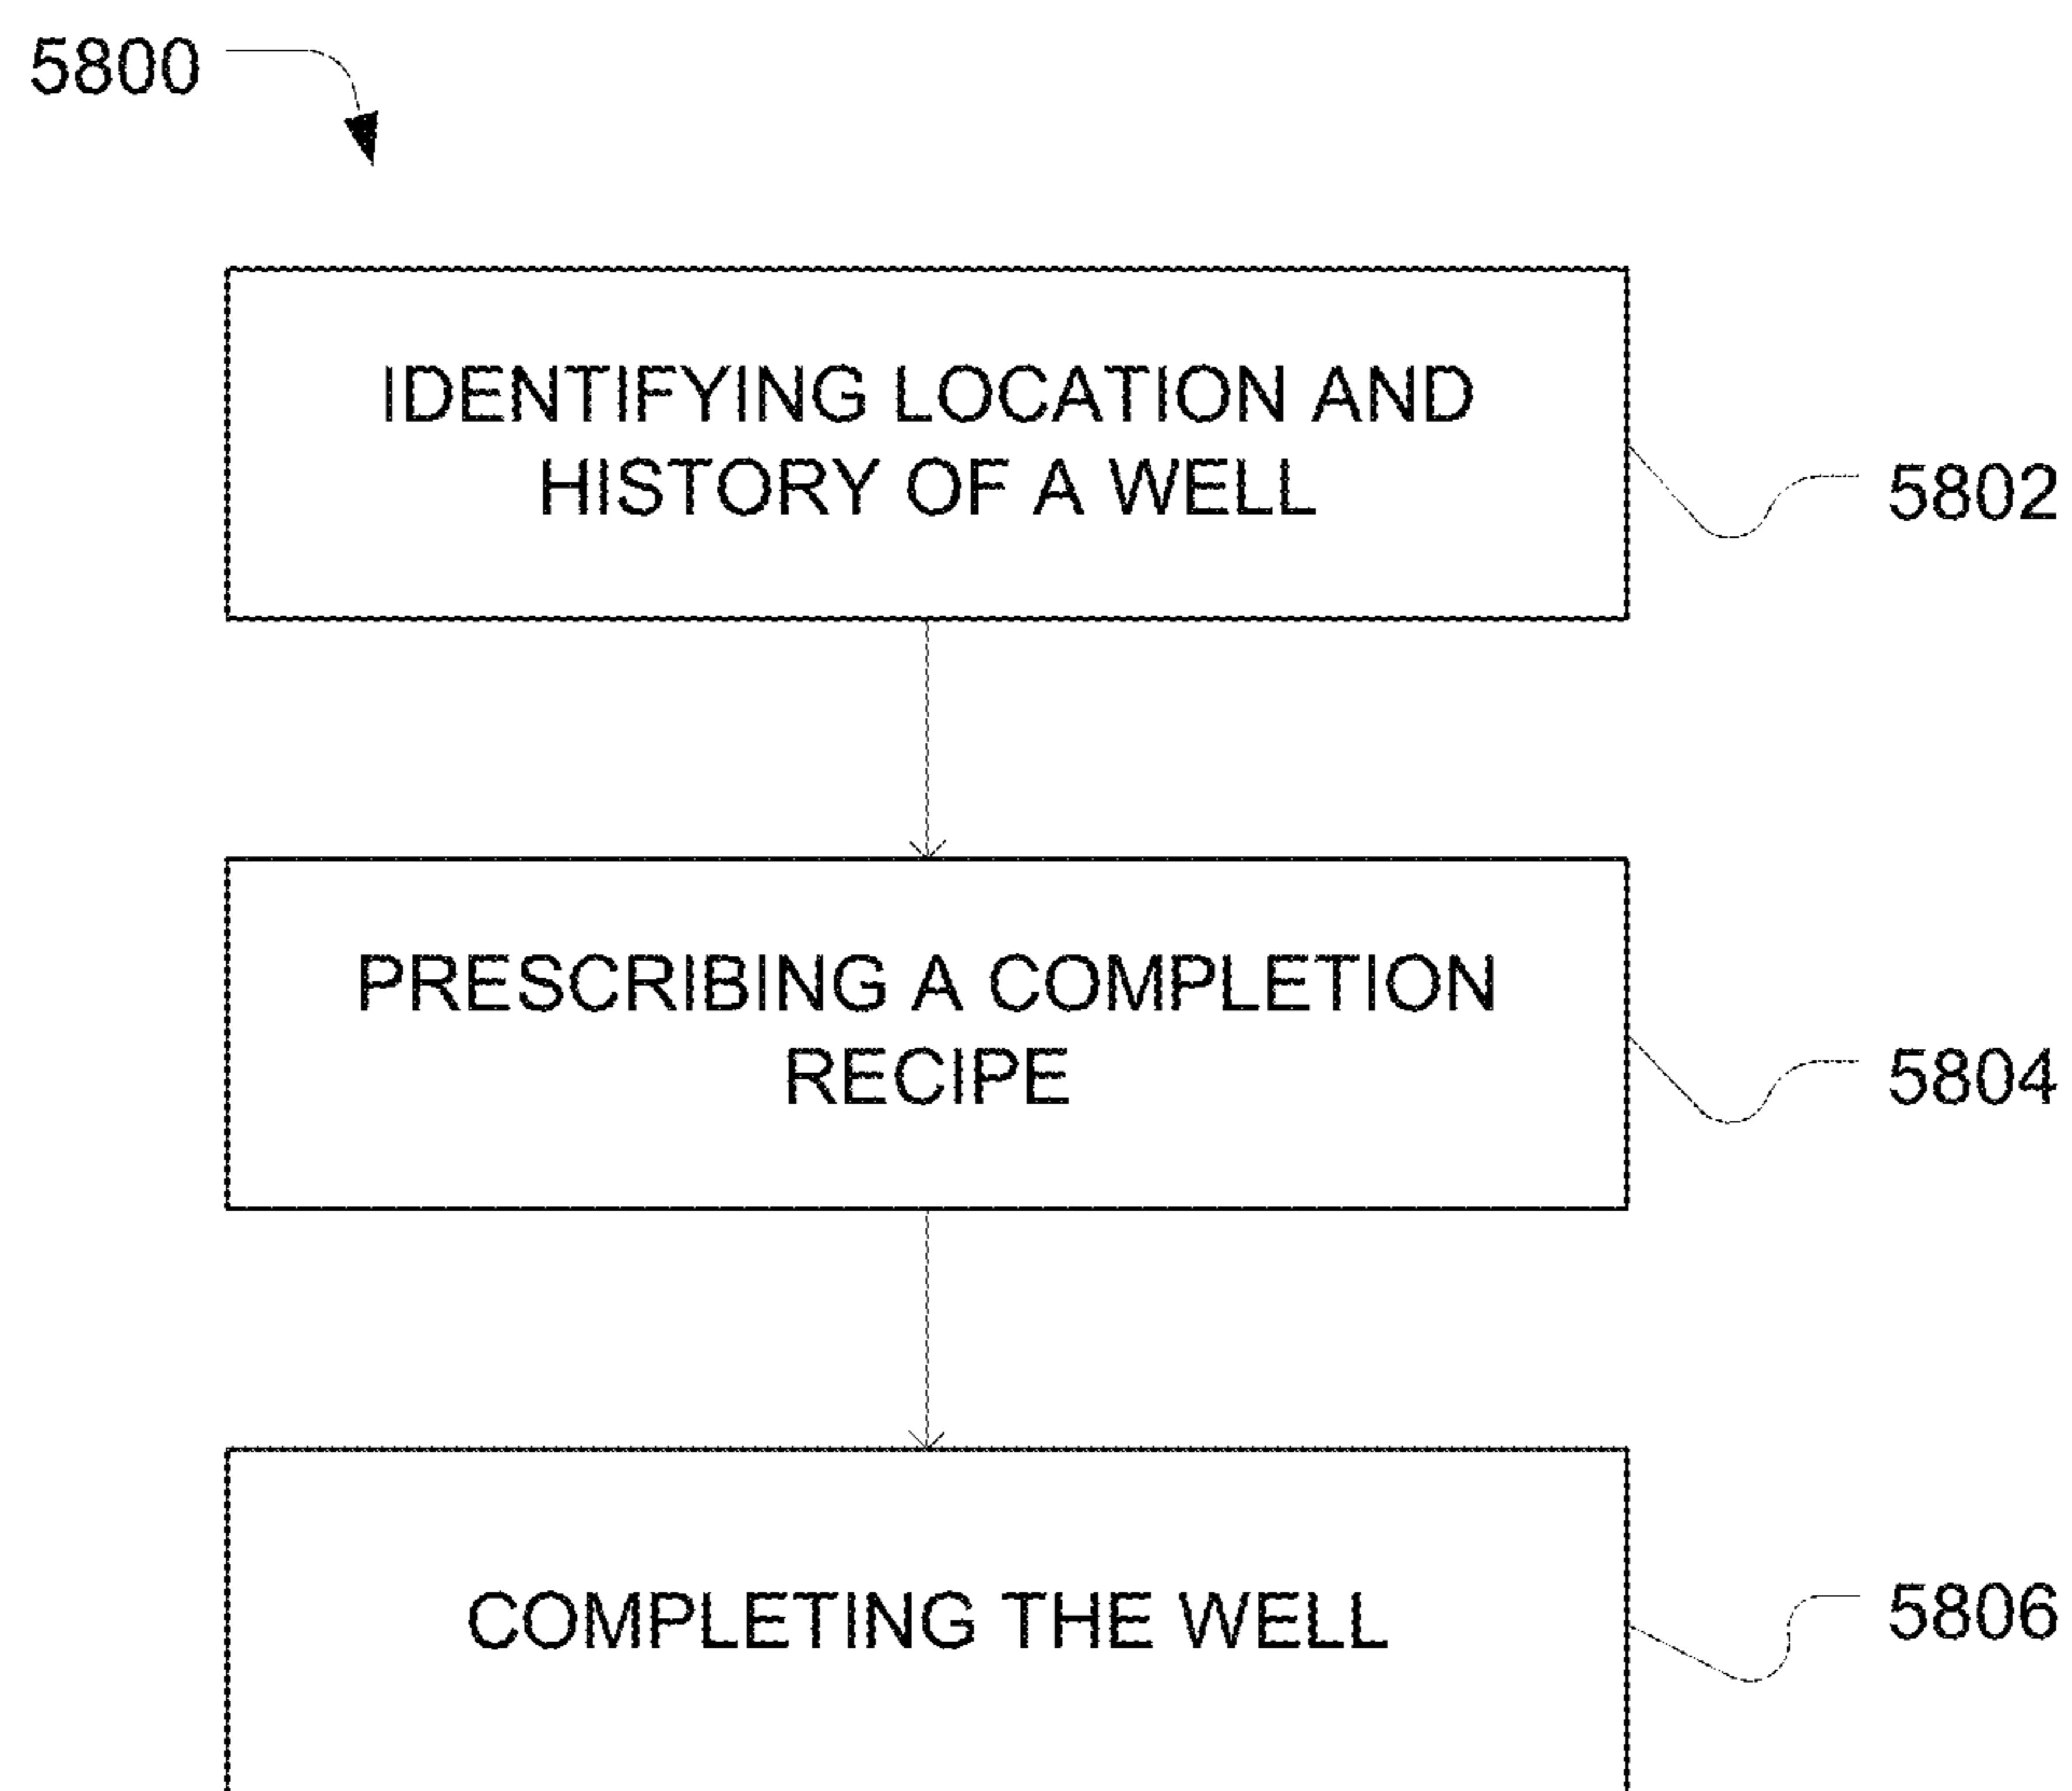 5800
IDENTIFYING LOCATION AND
HISTORY OF A WELL
5802
PRESCRIBING A COMPLETION
RECIPE
5804
COMPLETING THE WELL
5806